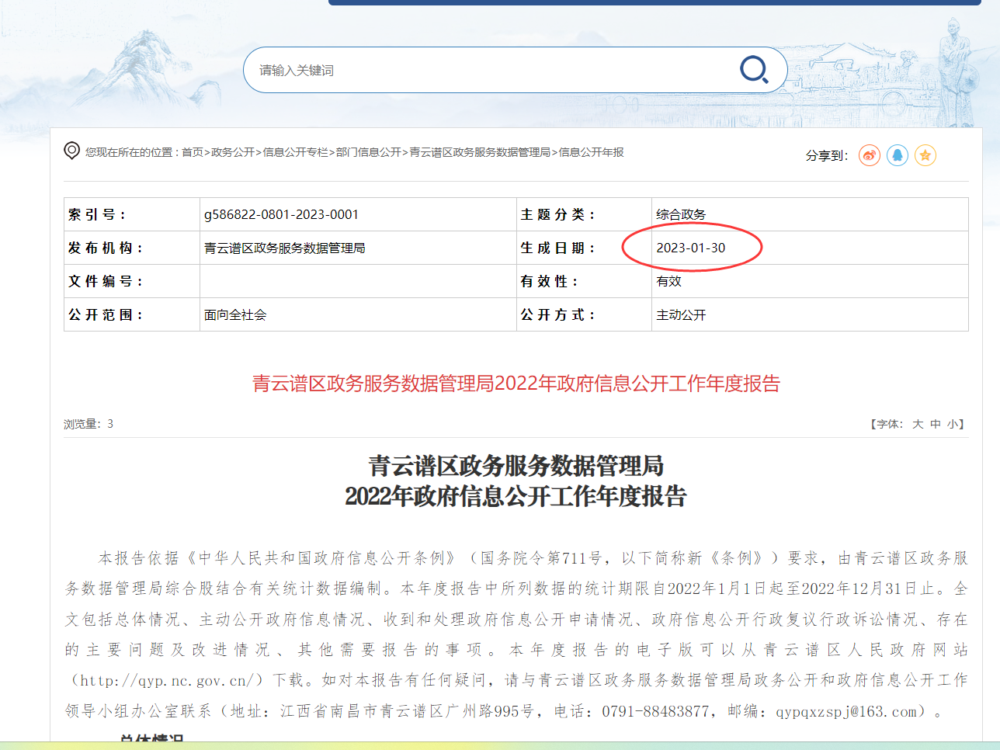 请输入关键词
您现在所在的位置 : 首页>政务公开>信息公开专栏>部门信息公开>青云谱区政务服务数据管理局>信息公开年报
分享到：
索引号： g586822-0801-2023-0001 主题分类： 综合政务
发布机构： 青云谱区政务服务数据管理局 生成日期： 2023-01-30
文件编号： 有效性： 有效
公开范围： 面向全社会 公开方式： 主动公开
青云谱区政务服务数据管理局2022年政府信息公开工作年度报告
浏览量：3 【字体： 大 中 小】
青云谱区政务服务数据管理局
2022年政府信息公开工作年度报告
本报告依据《中华人民共和国政府信息公开条例》（国务院令第711号，以下简称新《条例》）要求，由青云谱区政务服
务数据管理局综合股结合有关统计数据编制。本年度报告中所列数据的统计期限自2022年1月1日起至2022年12月31日止。全
文包括总体情况、主动公开政府信息情况、收到和处理政府信息公开申请情况、政府信息公开行政复议行政诉讼情况、存在
的主要问题及改进情况、其他需要报告的事项。本年度报告的电子版可以从青云谱区人民政府网站
（http://qyp.nc.gov.cn/）下载。如对本报告有任何疑问，请与青云谱区政务服务数据管理局政务公开和政府信息公开工作
领导小组办公室联系（地址：江西省南昌市青云谱区广州路995号，电话：0791-88483877，邮编：qypqxzspj@163.com）。
总体情况